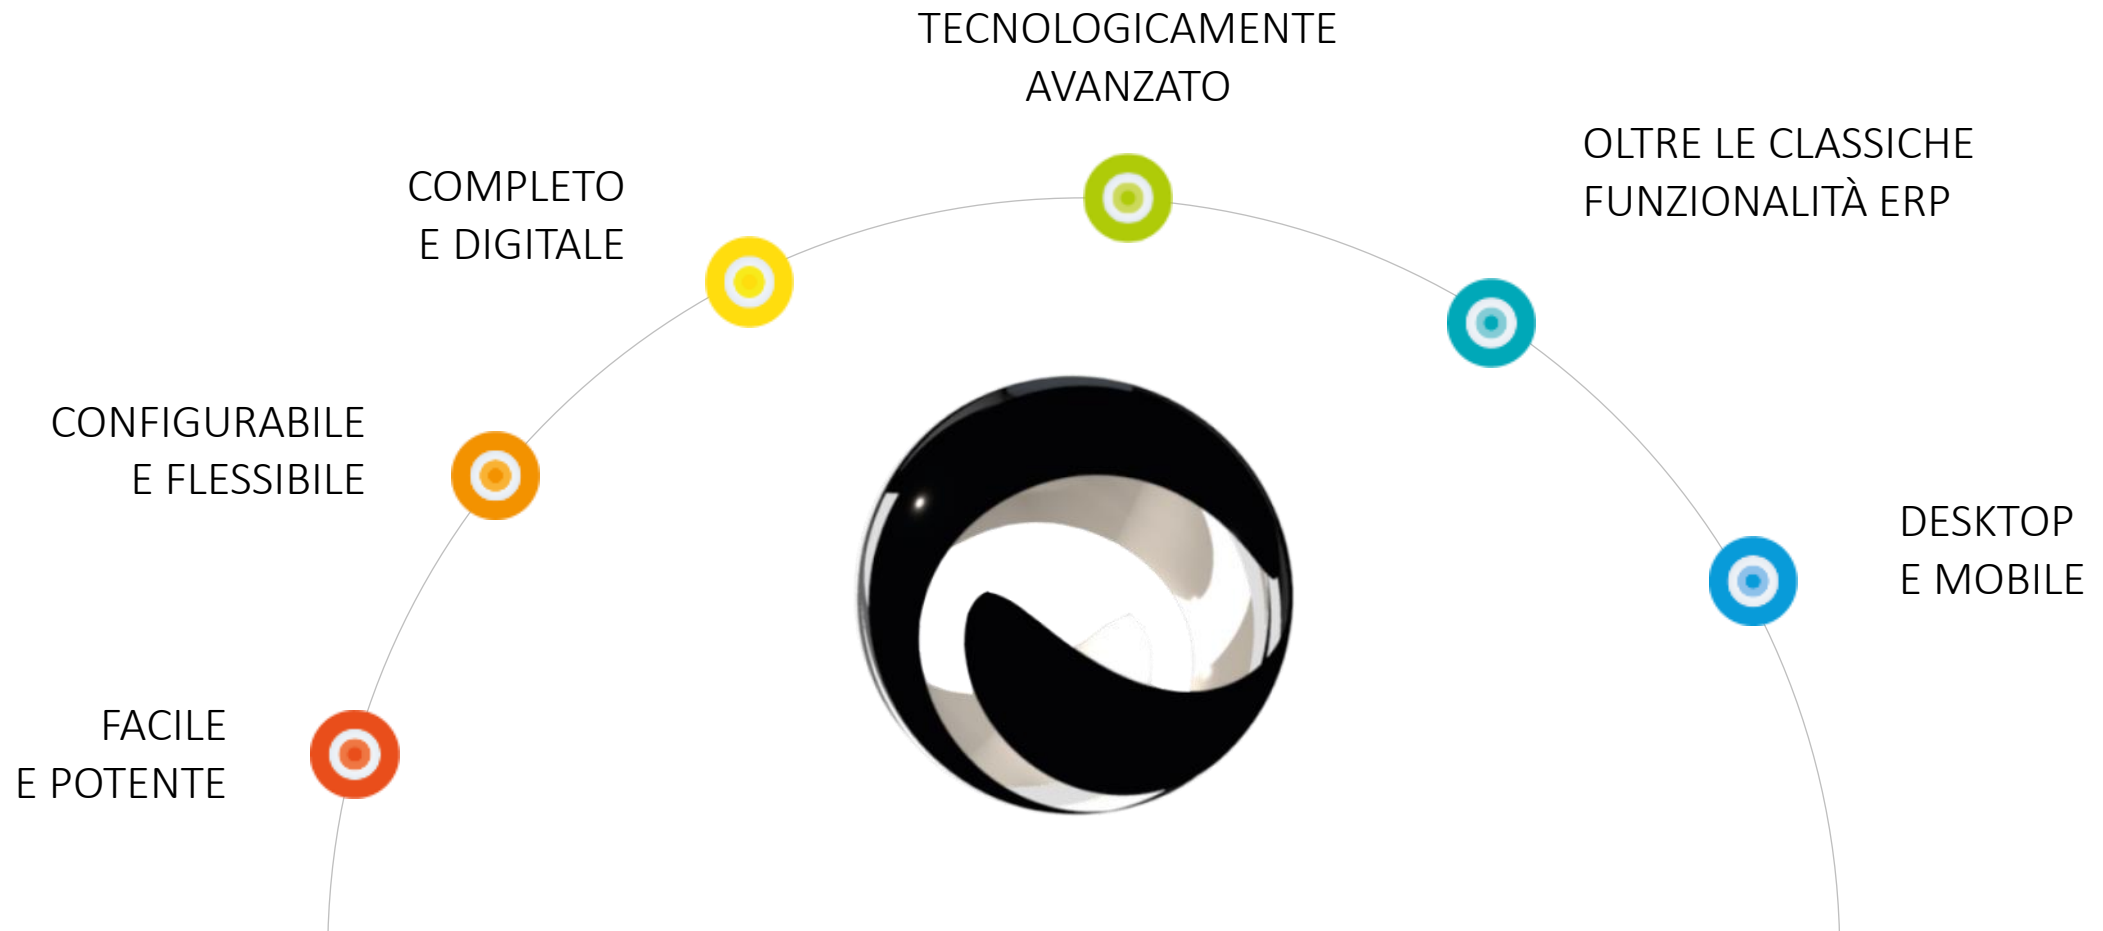 TECNOLOGICAMENTE
AVANZATO
OLTRE LE CLASSICHE
FUNZIONALITÀ ERP
COMPLETO
E DIGITALE
CONFIGURABILE
E FLESSIBILE
DESKTOP
E MOBILE
FACILE
E POTENTE